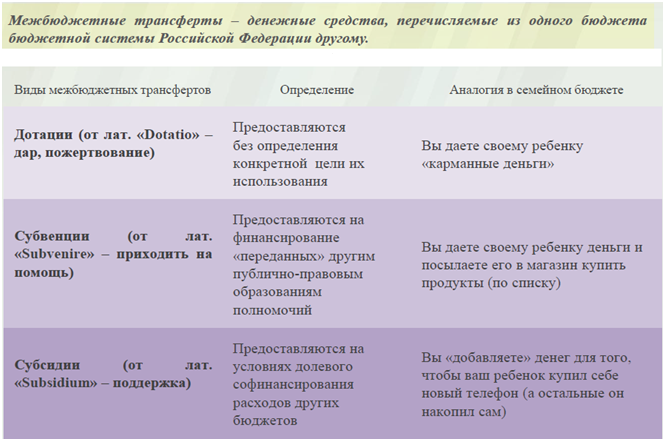 Межбюджетные трансферты – денежные средства, перечисляемые из одного бюджета
бюджетной системы Российской Федерации другому.
Виды межбюджетных трансфертов
Определение
Аналогия в семейном бюджете
Дотации (от лат. «Dotatio» –
дар, пожертвование)
Предоставляются
без определения
конкретной цели их
использования
Вы даете своему ребенку
«карманные деньги»
Субвенции (от лат.
«Subvenire» – приходить на
помощь)
Предоставляются на
финансирование
«переданных» другим
публично-правовым
образованиям
полномочий
Вы даете своему ребенку деньги и
посылаете его в магазин купить
продукты (по списку)
Субсидии (от лат.
«Subsidium» – поддержка)
Предоставляются на
условиях долевого
софинансирования
расходов других
бюджетов
Вы «добавляете» денег для того,
чтобы ваш ребенок купил себе
новый телефон (а остальные он
накопил сам)